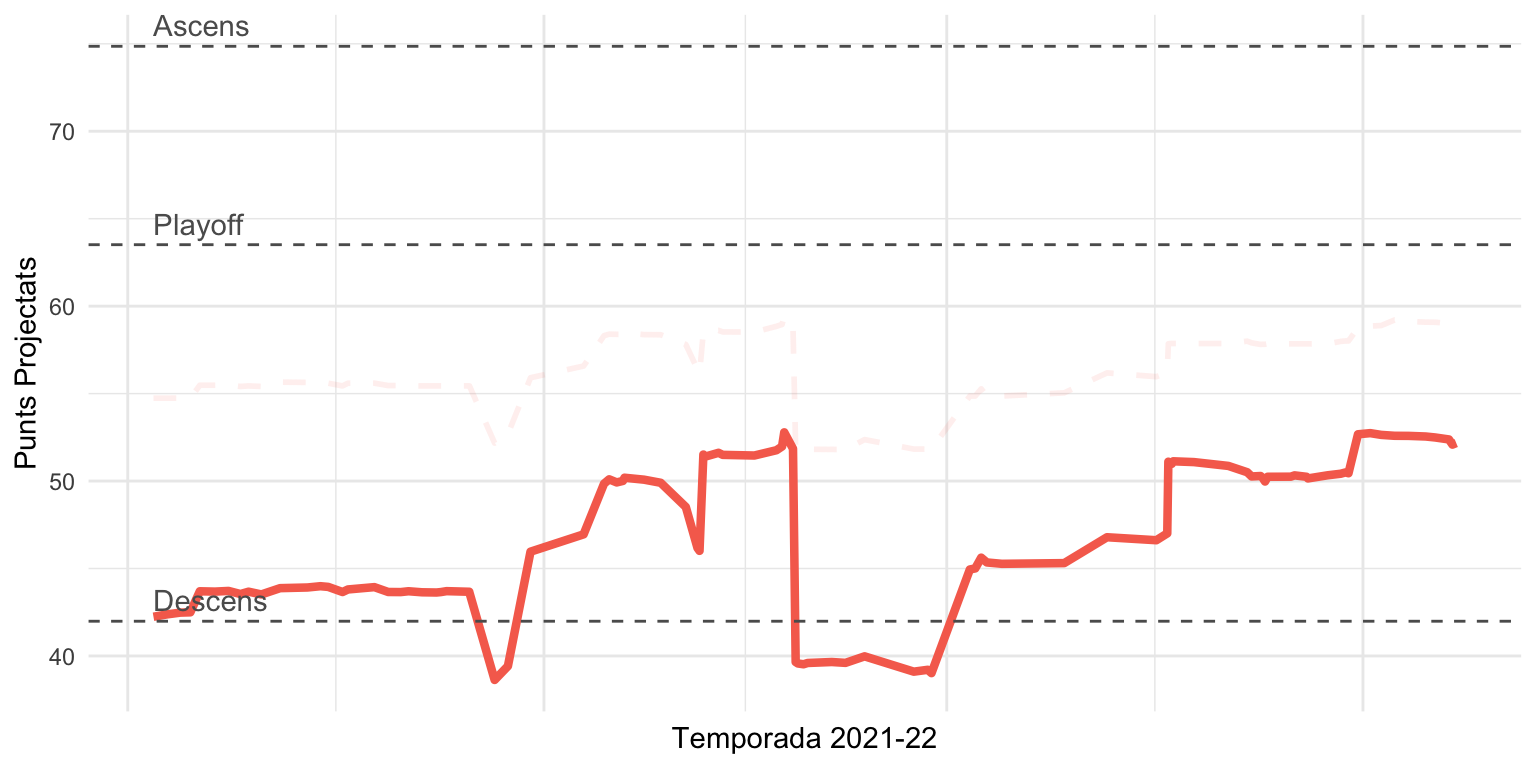 Ascens
70
Playoff
60
Punts Projectats
50
Descens
40
Temporada 2021-22